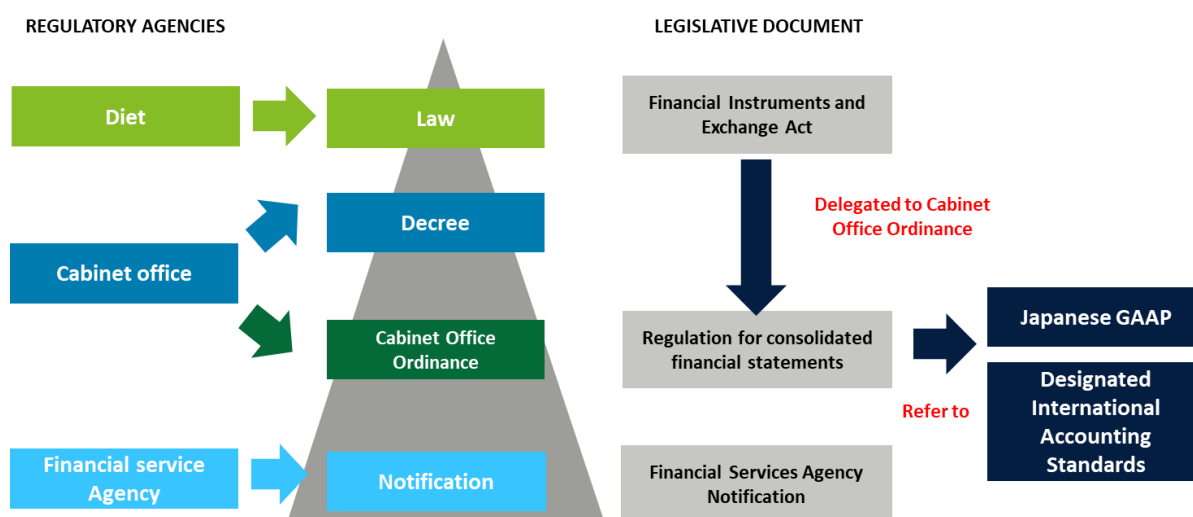 REGULATORY AGENCIES
LEGISLATIVE DOCUMENT
Diet
Law
Financial Instruments and
Exchange Act
Decree
Delegated to Cabinet
Office Ordinance
Cabinet office
Cabinet Office
Ordinance
Regulation for consolidated
financial statements
Japanese GAAP
Refer to
Designated
International
Accounting
Standards
Financial service
Agency
Notification
Financial Services Agency
Notification